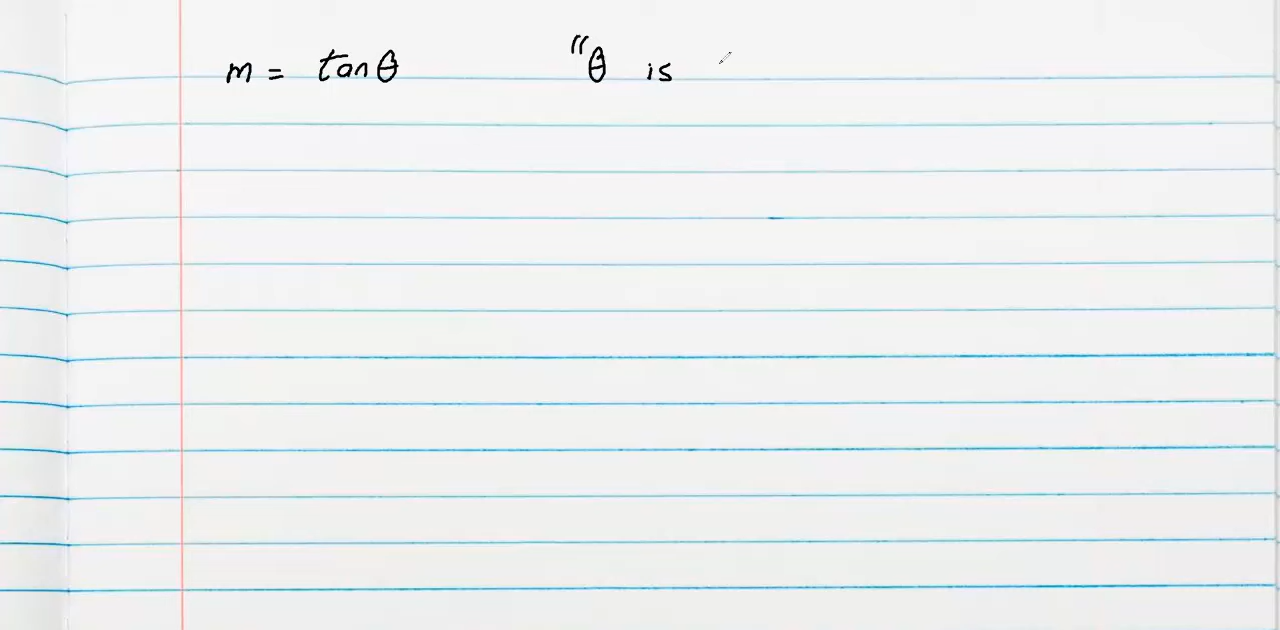 m = tanθ "θ is